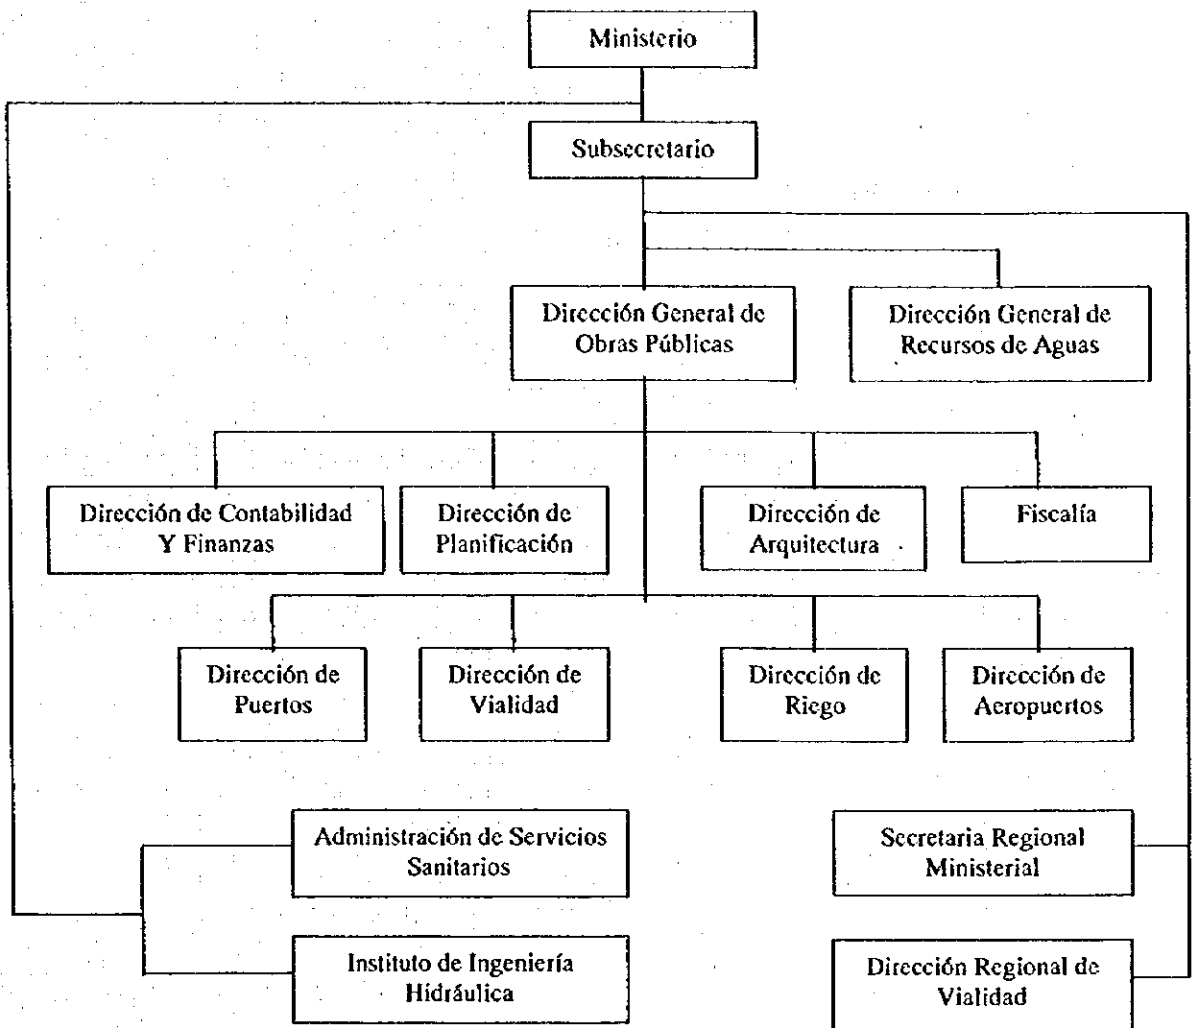 Ministerio
Subsecretario
Dirección General de
Obras Públicas
Dirección General de
Recursos de Aguas
Dirección de Contabilidad
Y Finanzas
Dirección de
Planificación
Dirección de
Arquitectura
Fiscalía
Dirección de
Puertos
Dirección de
Vialidad
Dirección de
Riego
Dirección de
Aeropuertos
Administración de Servicios
Sanitarios
Secretaria Regional
Ministerial
Instituto de Ingeniería
Hidráulica
Dirección Regional de
Vialidad